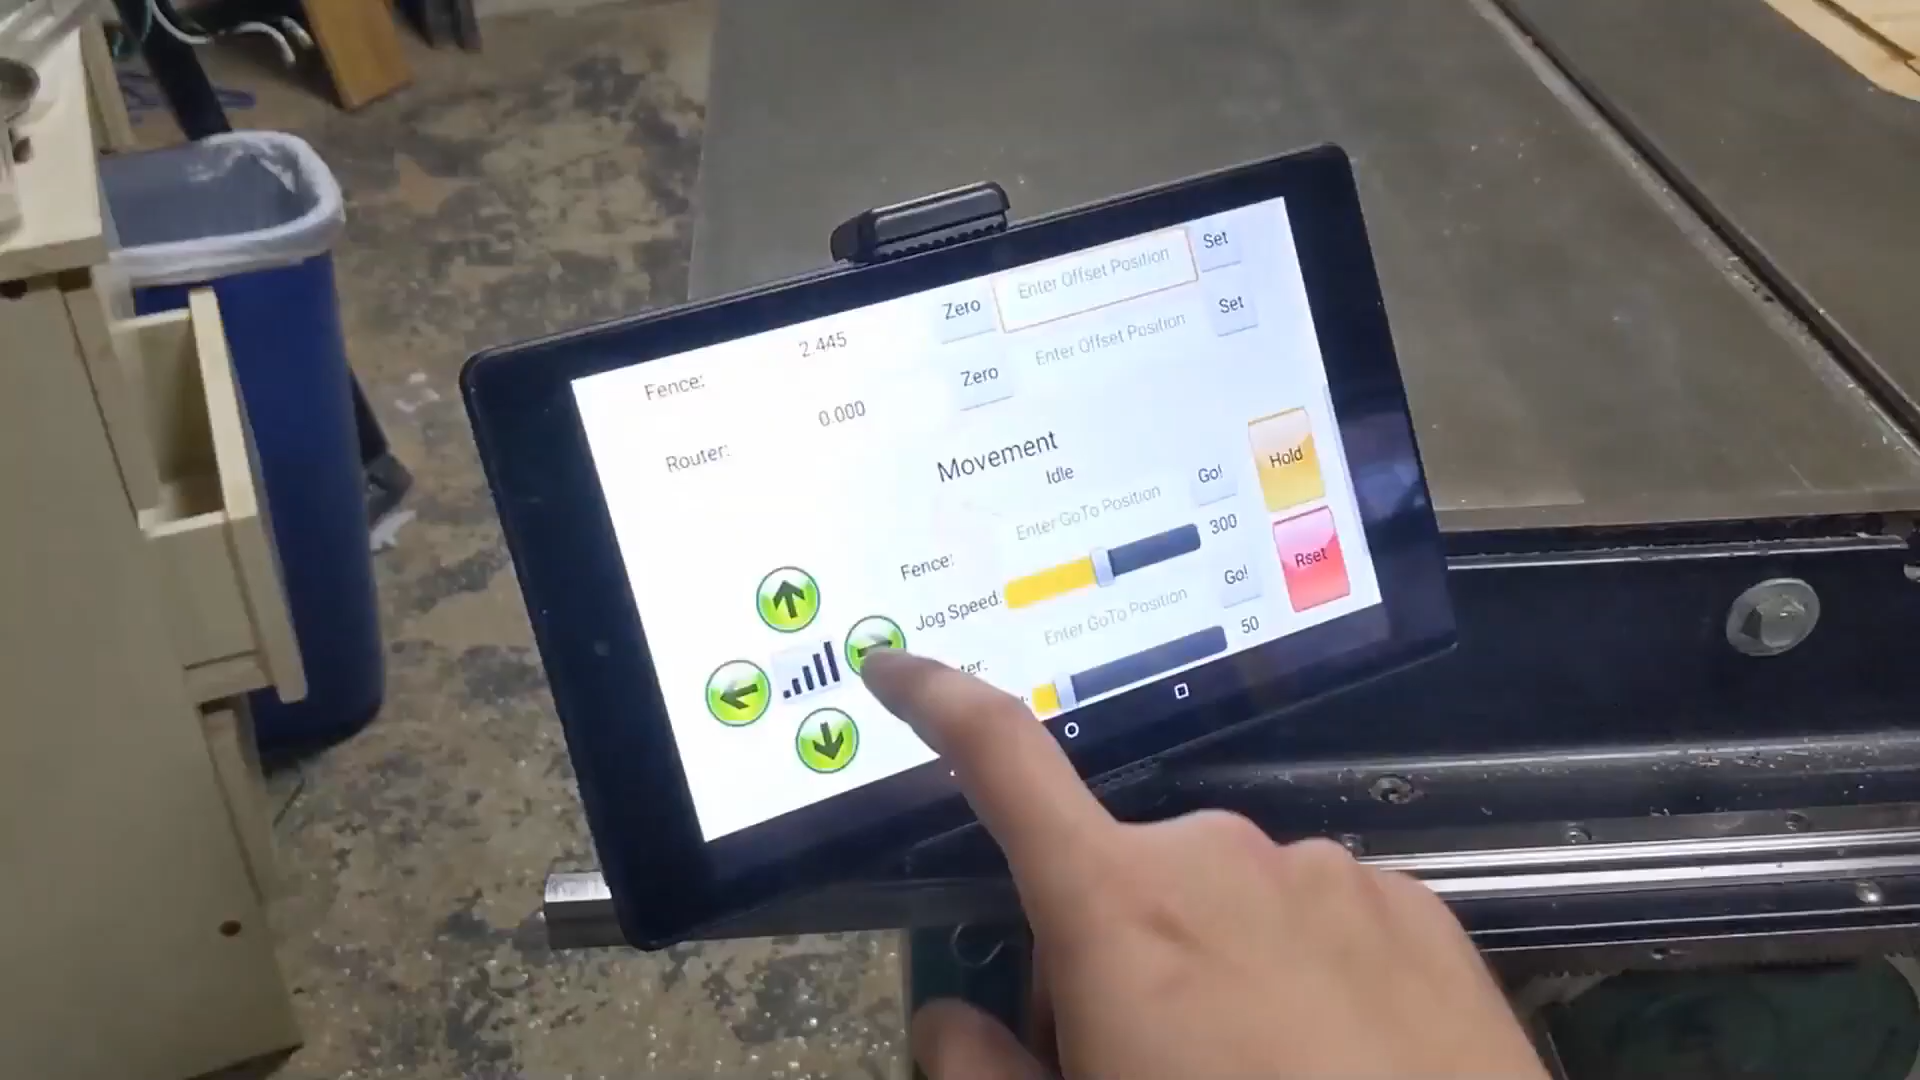 Fence: 2.445 Zero Enter Offset Position Set
Router: 0.000 Zero Enter Offset Position Set
Movement
Idle
Fence: Enter GoTo Position Go! Hold
Jog Speed: 300
ter: Enter GoTo Position Go! Rset
50